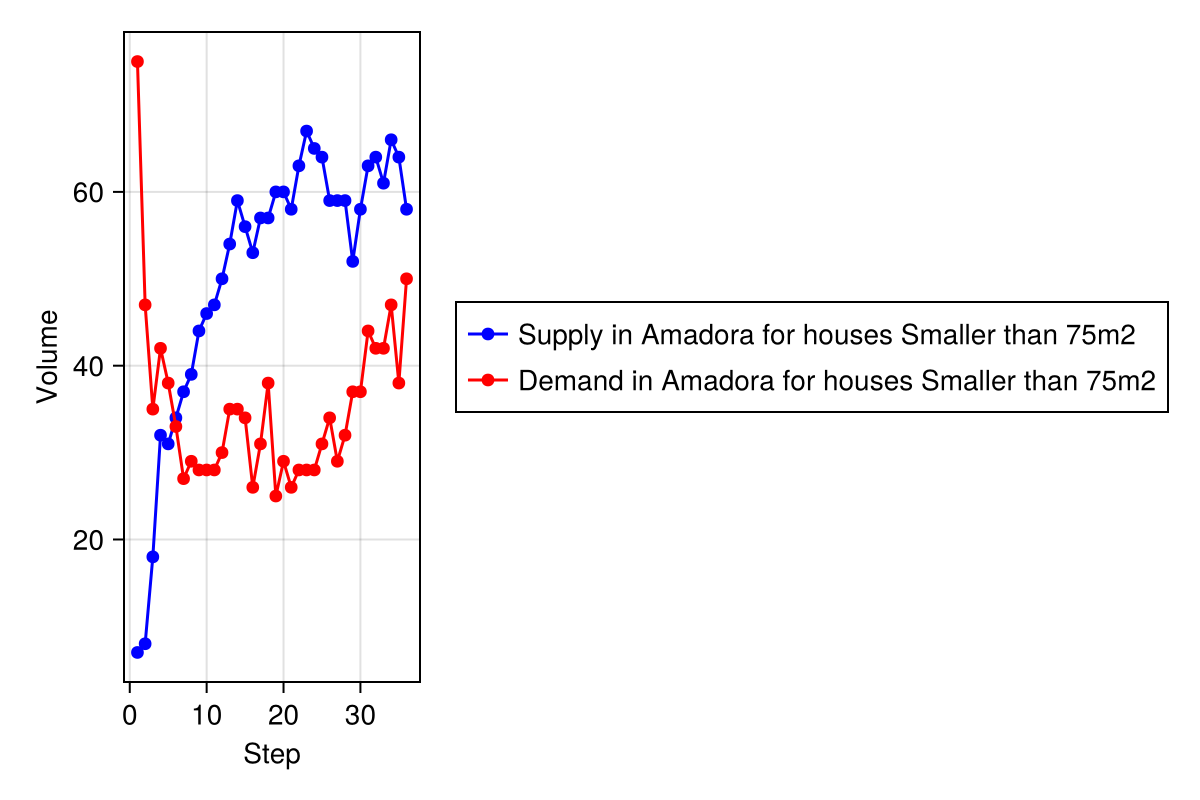 60
40
20
Volume
0 10 20 30
Step
Supply in Amadora for houses Smaller than 75m2
Demand in Amadora for houses Smaller than 75m2